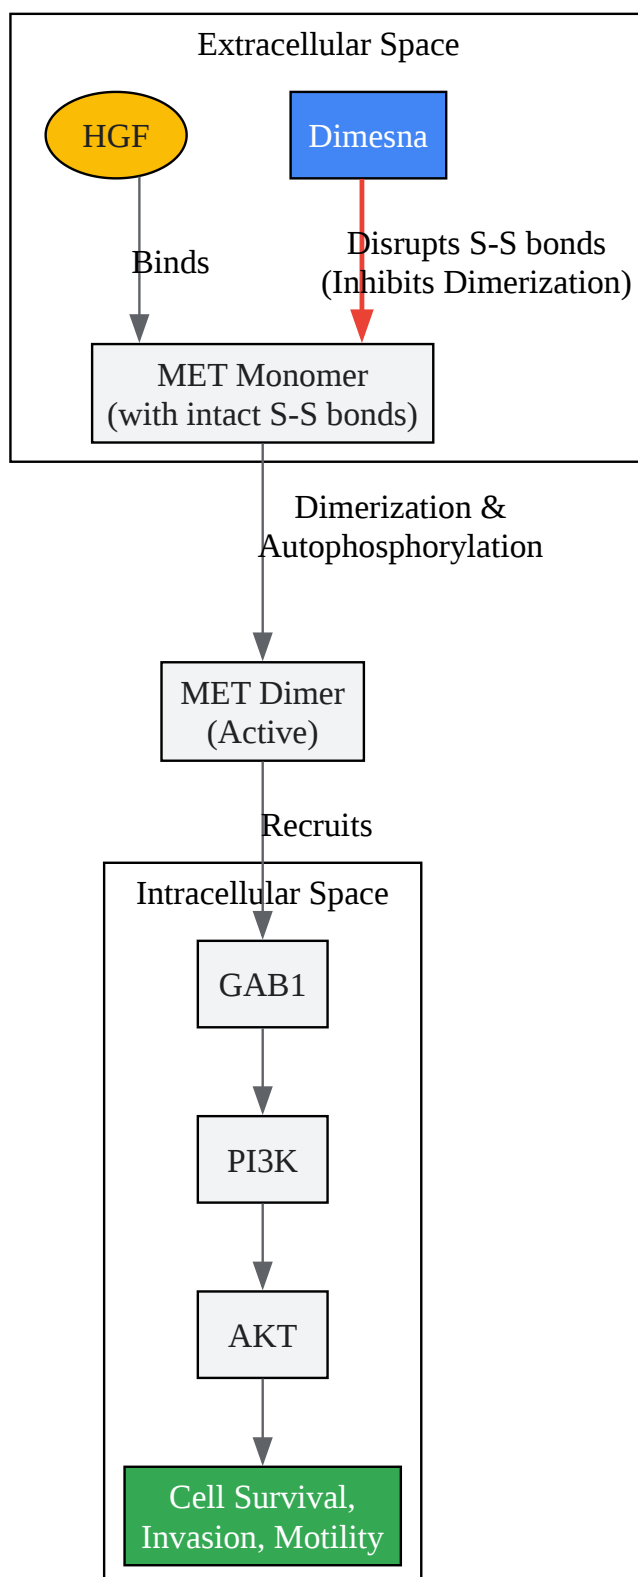 Extracellular Space
HGF
Dimesna
Binds
Disrupts S-S bonds
(Inhibits Dimerization)
MET Monomer
(with intact S-S bonds)
Dimerization &
Autophosphorylation
MET Dimer
(Active)
Recruits
Intracellular Space
GAB1
PI3K
AKT
Cell Survival,
Invasion, Motility